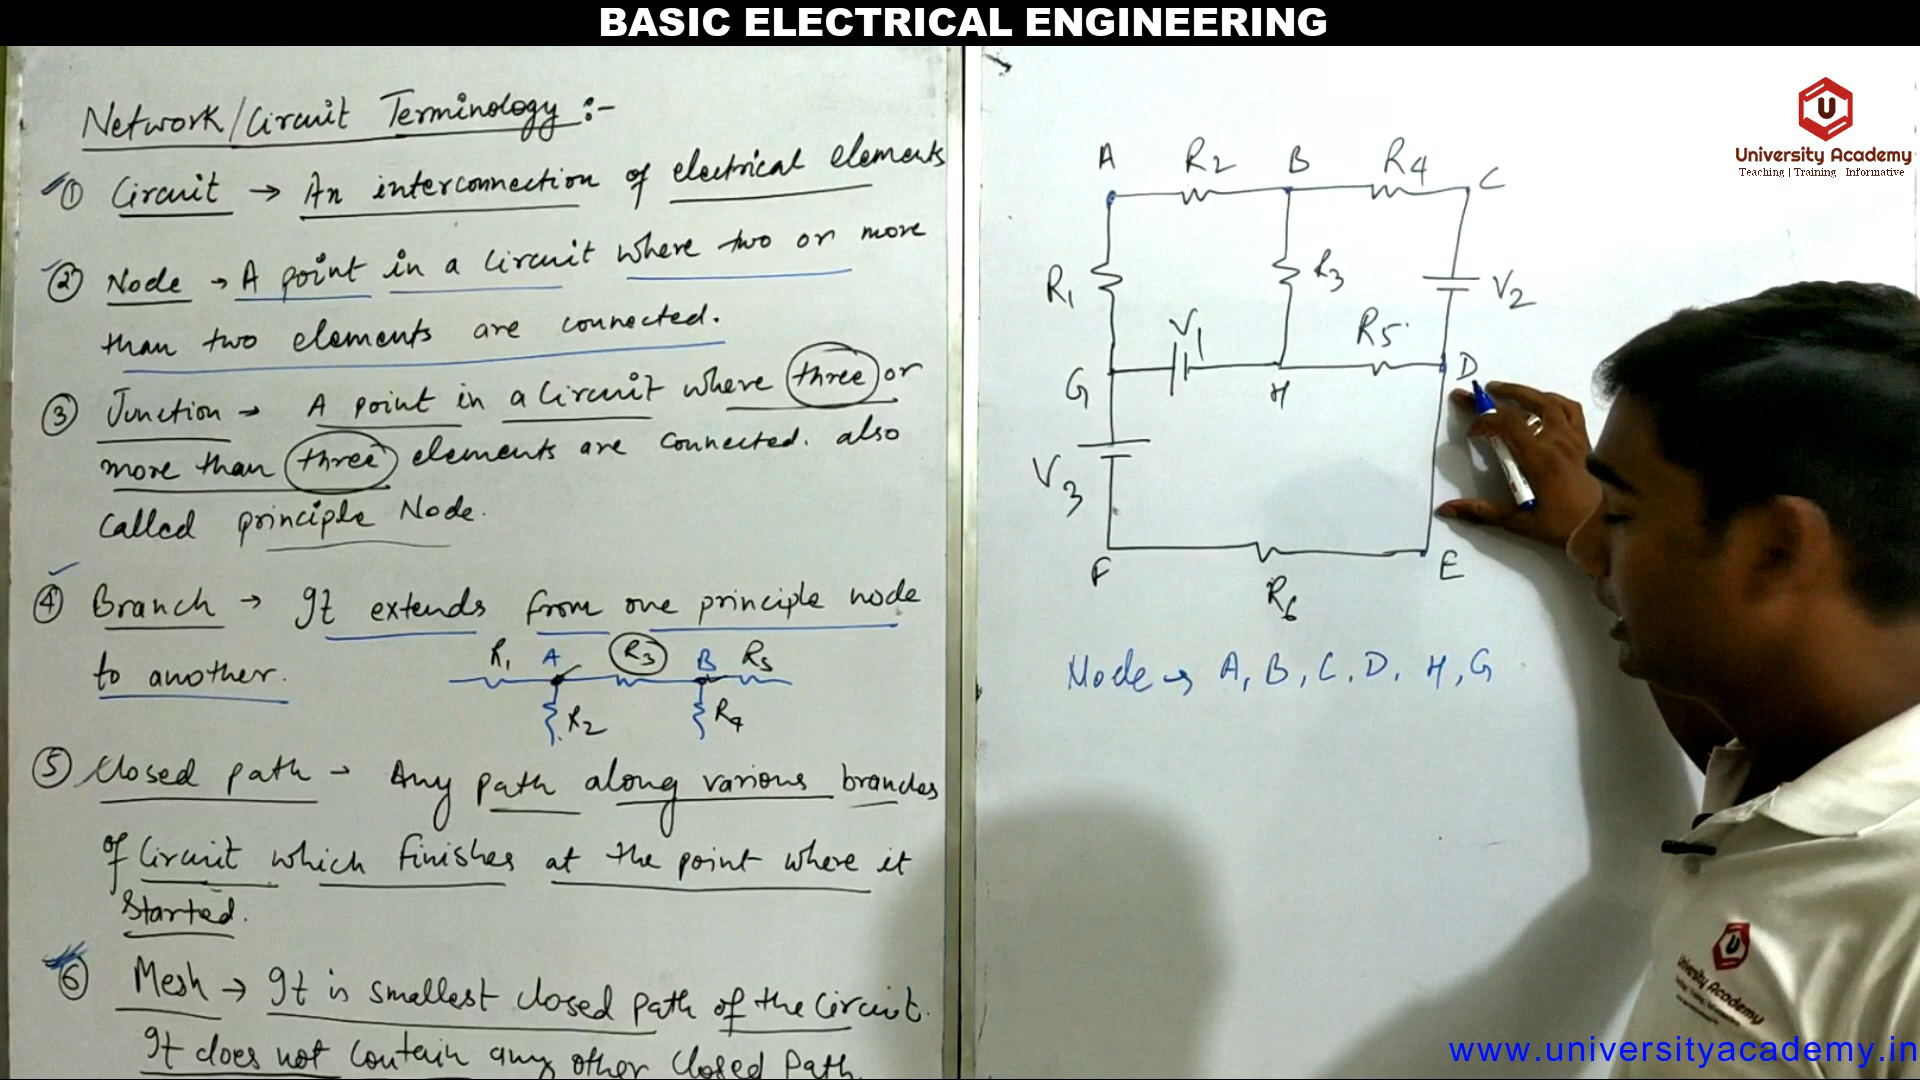 BASIC ELECTRICAL ENGINEERING
Network/Circuit Terminology :-
① Circuit → An interconnection of electrical elements
② Node → A point in a circuit where two or more
than two elements are connected.
③ Junction → A point in a circuit where three or
more than three elements are connected. also
called principle Node.
④ Branch → It extends from one principle node
to another.
R1 A R3 B R5
R2 R4
⑤ Closed path → Any path along various branches
of circuit which finishes at the point where it
started.
⑥ Mesh → It is smallest closed path of the circuit.
It does not contain any other closed path.
A R2 B R4 C
R1 R3 V2
V1 R5
G H D
V3
F E
R6
Node → A, B, C, D, H, G
U
University Academy
Teaching | Training Informative
U
University Academy
www.universityacademy.in